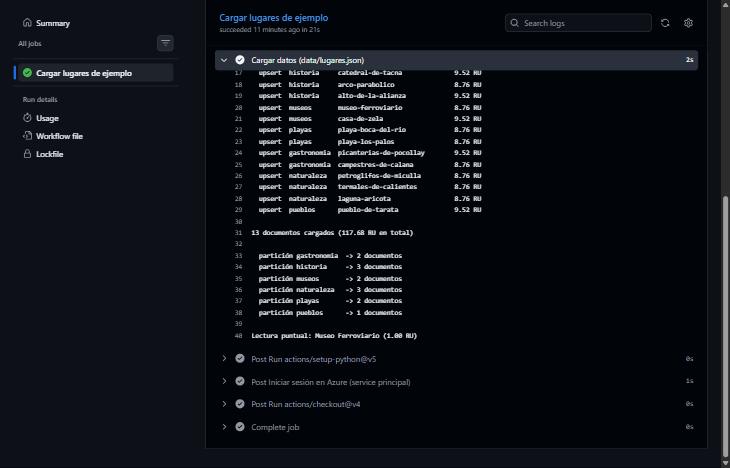 Summary
All jobs
Cargar lugares de ejemplo
Run details
Usage
Workflow file
Lockfile
Cargar lugares de ejemplo
succeeded 11 minutes ago in 21s
Search logs
Cargar datos (data/lugares.json) 2s
17 upsert historia catedral-de-tacna 9.52 RU
18 upsert historia arco-parabolico 8.76 RU
19 upsert historia alto-de-la-alianza 9.52 RU
20 upsert museos museo-ferroviario 8.76 RU
21 upsert museos casa-de-zela 9.52 RU
22 upsert playas playa-boca-del-rio 8.76 RU
23 upsert playas playa-los-palos 8.76 RU
24 upsert gastronomia picanterias-de-pocollay 9.52 RU
25 upsert gastronomia campestres-de-calana 8.76 RU
26 upsert naturaleza petroglifos-de-miculla 8.76 RU
27 upsert naturaleza termales-de-calientes 8.76 RU
28 upsert naturaleza laguna-aricota 8.76 RU
29 upsert pueblos pueblo-de-tarata 9.52 RU
30
31 13 documentos cargados (117.68 RU en total)
32
33 partición gastronomia -> 2 documentos
34 partición historia -> 3 documentos
35 partición museos -> 2 documentos
36 partición naturaleza -> 3 documentos
37 partición playas -> 2 documentos
38 partición pueblos -> 1 documentos
39
40 Lectura puntual: Museo Ferroviario (1.00 RU)
Post Run actions/setup-python@v5 0s
Post Iniciar sesión en Azure (service principal) 1s
Post Run actions/checkout@v4 0s
Complete job 0s